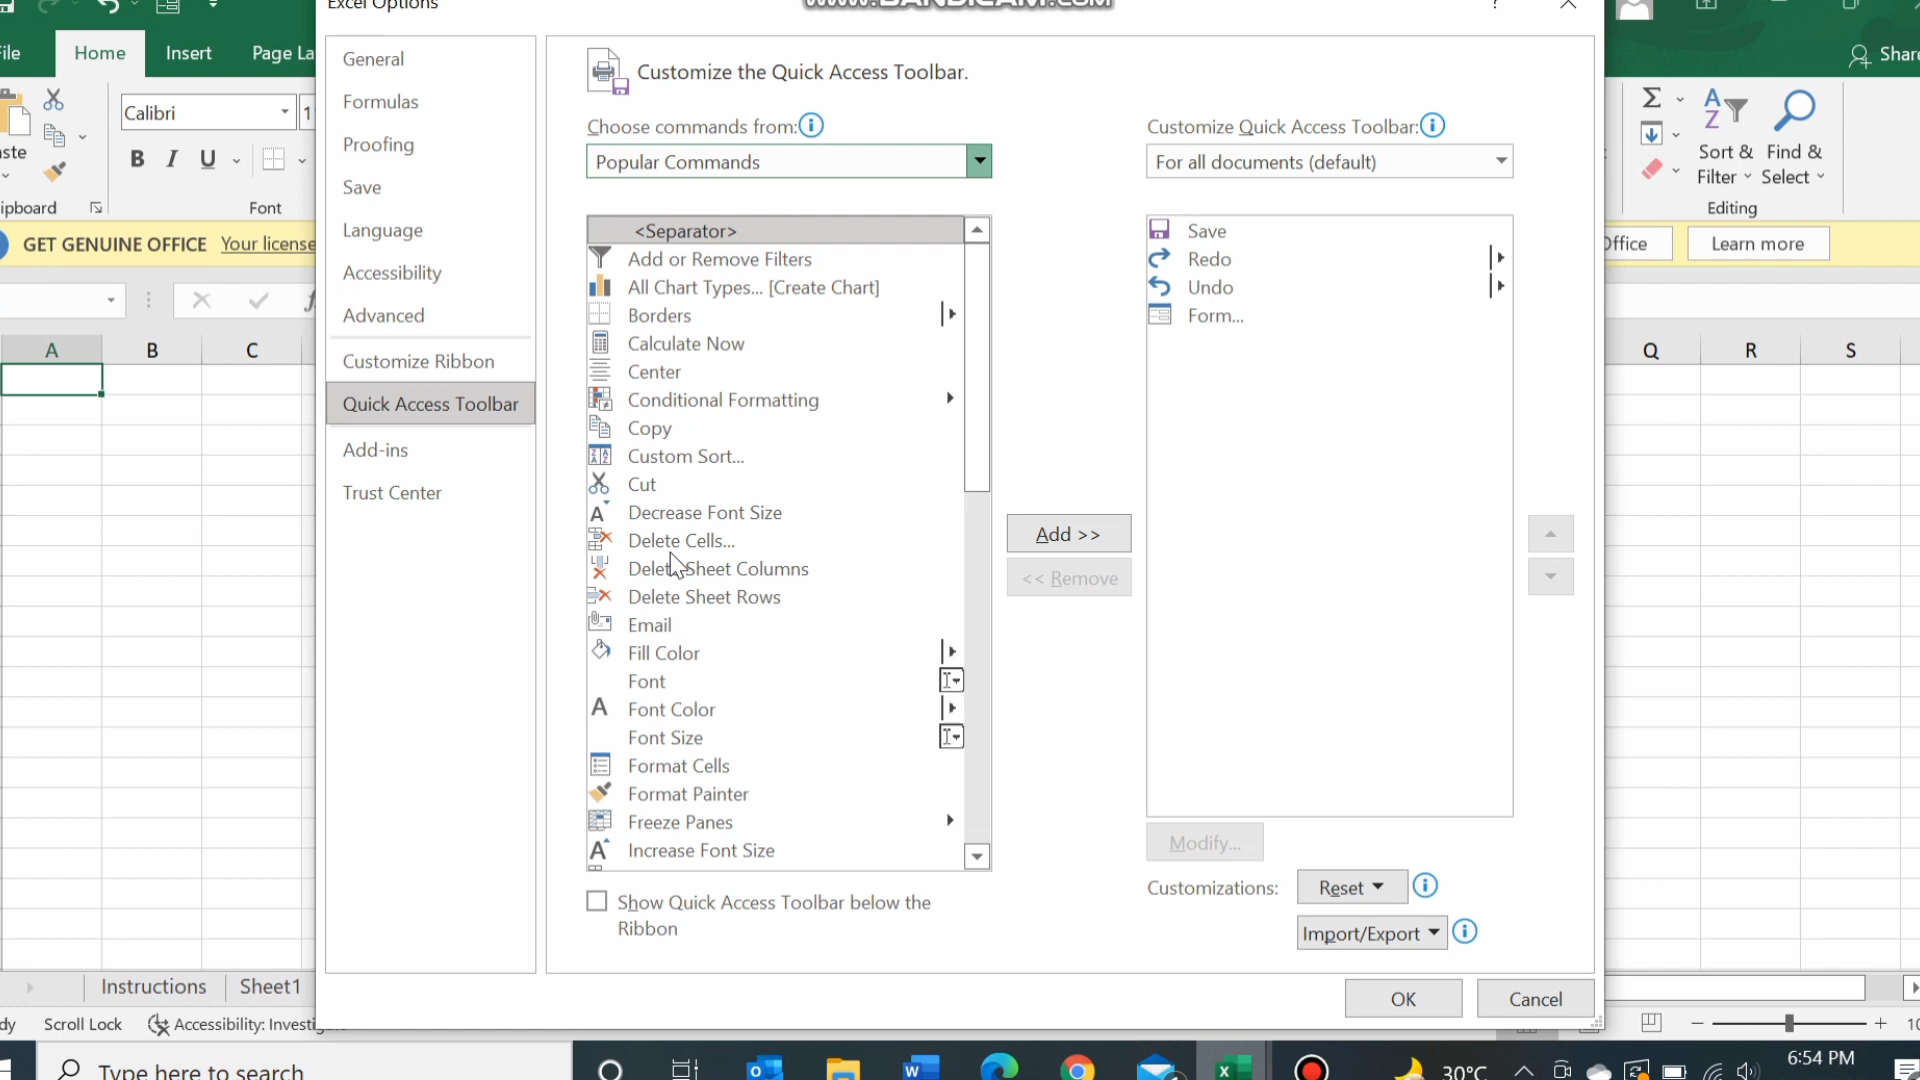 Excel Options
www.BANDICAM.com
File
Home
Insert
Page La
Share
Calibri
B
I
U
Font
Sort &
Filter
Find &
Select
Editing
GET GENUINE OFFICE
Your license
Office
Learn more
A
B
C
Q
R
S
General
Formulas
Proofing
Save
Language
Accessibility
Advanced
Customize Ribbon
Quick Access Toolbar
Add-ins
Trust Center
Customize the Quick Access Toolbar.
Choose commands from:
Popular Commands
<Separator>
Add or Remove Filters
All Chart Types... [Create Chart]
Borders
Calculate Now
Center
Conditional Formatting
Copy
Custom Sort...
Cut
Decrease Font Size
Delete Cells...
Delete Sheet Columns
Delete Sheet Rows
Email
Fill Color
Font
Font Color
Font Size
Format Cells
Format Painter
Freeze Panes
Increase Font Size
Show Quick Access Toolbar below the
Ribbon
Add >>
<< Remove
Customize Quick Access Toolbar:
For all documents (default)
Save
Redo
Undo
Form...
Modify...
Customizations:
Reset
Import/Export
OK
Cancel
Instructions
Sheet1
Scroll Lock
Accessibility: Investig
Type here to search
30°C
6:54 PM